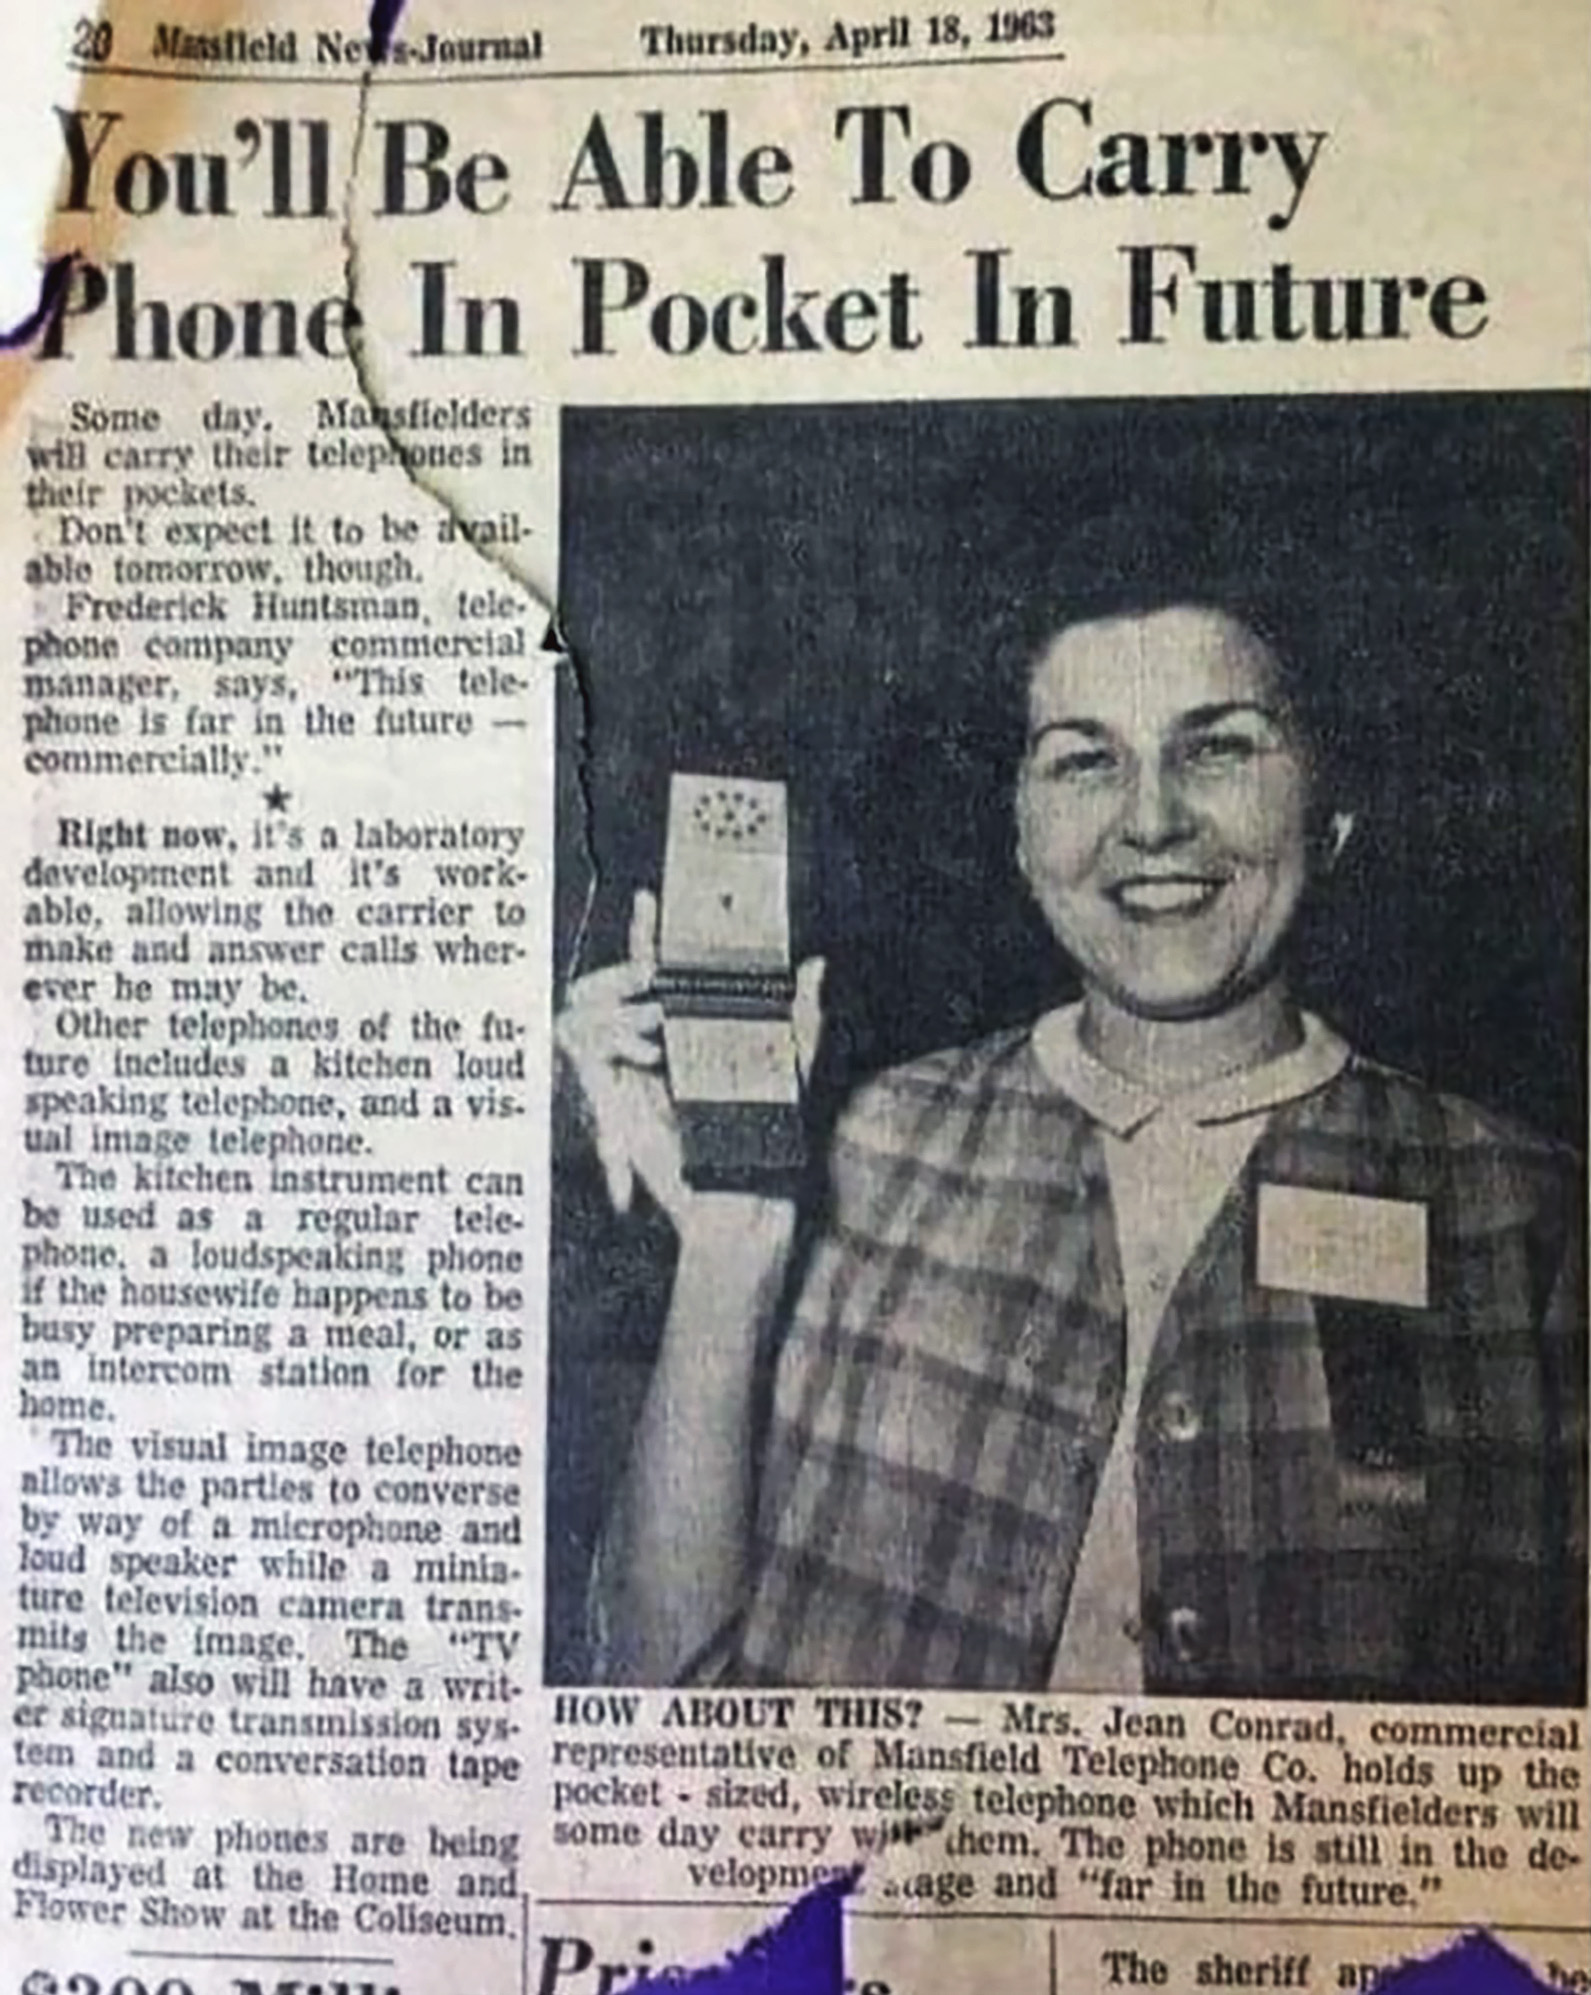 20 Mansfield News-Journal Thursday, April 18, 1963
You'll Be Able To Carry
Phone In Pocket In Future
Some day, Mansfielders
will carry their telephones in
their pockets.
Don't expect it to be avail-
able tomorrow, though.
Frederick Huntsman, tele-
phone company commercial
manager, says, "This tele-
phone is far in the future —
commercially."
★
Right now, it's a laboratory
development and it's work-
able, allowing the carrier to
make and answer calls wher-
ever he may be.
Other telephones of the fu-
ture includes a kitchen loud
speaking telephone, and a vis-
ual image telephone.
The kitchen instrument can
be used as a regular tele-
phone, a loudspeaking phone
if the housewife happens to be
busy preparing a meal, or as
an intercom station for the
home.
The visual image telephone
allows the parties to converse
by way of a microphone and
loud speaker while a minia-
ture television camera trans-
mits the image. The "TV
phone" also will have a writ-
er signature transmission sys-
tem and a conversation tape
recorder.
The new phones are being
displayed at the Home and
Flower Show at the Coliseum.
HOW ABOUT THIS? — Mrs. Jean Conrad, commercial
representative of Mansfield Telephone Co. holds up the
pocket - sized, wireless telephone which Mansfielders will
some day carry with them. The phone is still in the de-
velopment stage and "far in the future."
The sheriff